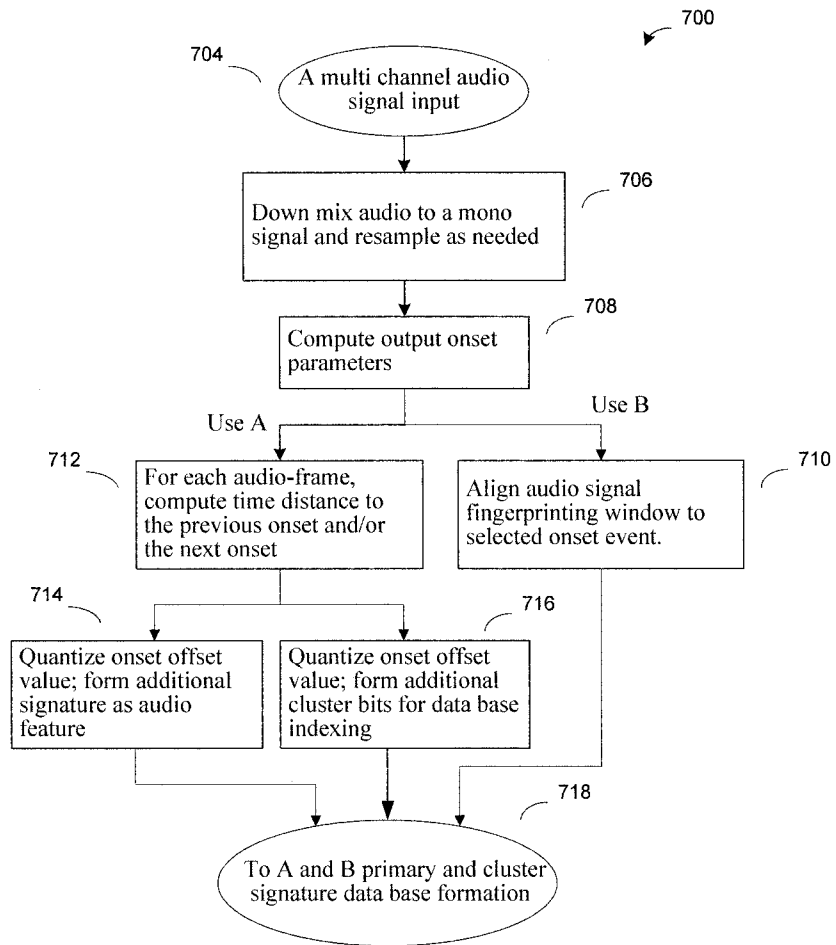 700
704
A multi channel audio
signal input
706
Down mix audio to a mono
signal and resample as needed
708
Compute output onset
parameters
Use A
Use B
712
For each audio-frame,
compute time distance to
the previous onset and/or
the next onset
710
Align audio signal
fingerprinting window to
selected onset event.
714
Quantize onset offset
value; form additional
signature as audio
feature
716
Quantize onset offset
value; form additional
cluster bits for data base
indexing
718
To A and B primary and cluster
signature data base formation